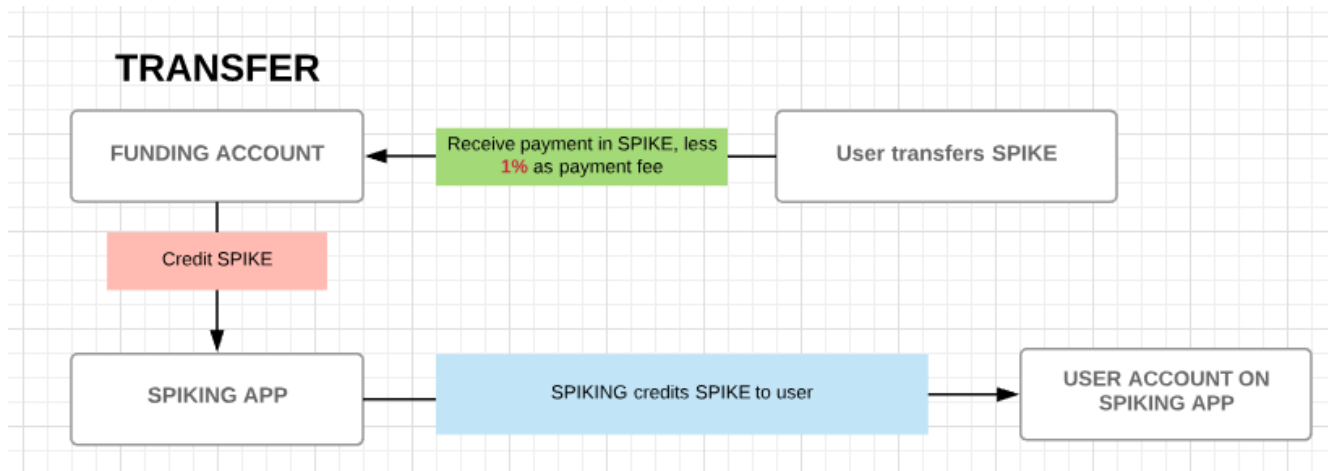 TRANSFER
FUNDING ACCOUNT
Receive payment in SPIKE, less
1% as payment fee
User transfers SPIKE
Credit SPIKE
SPIKING APP
SPIKING credits SPIKE to user
USER ACCOUNT ON
SPIKING APP